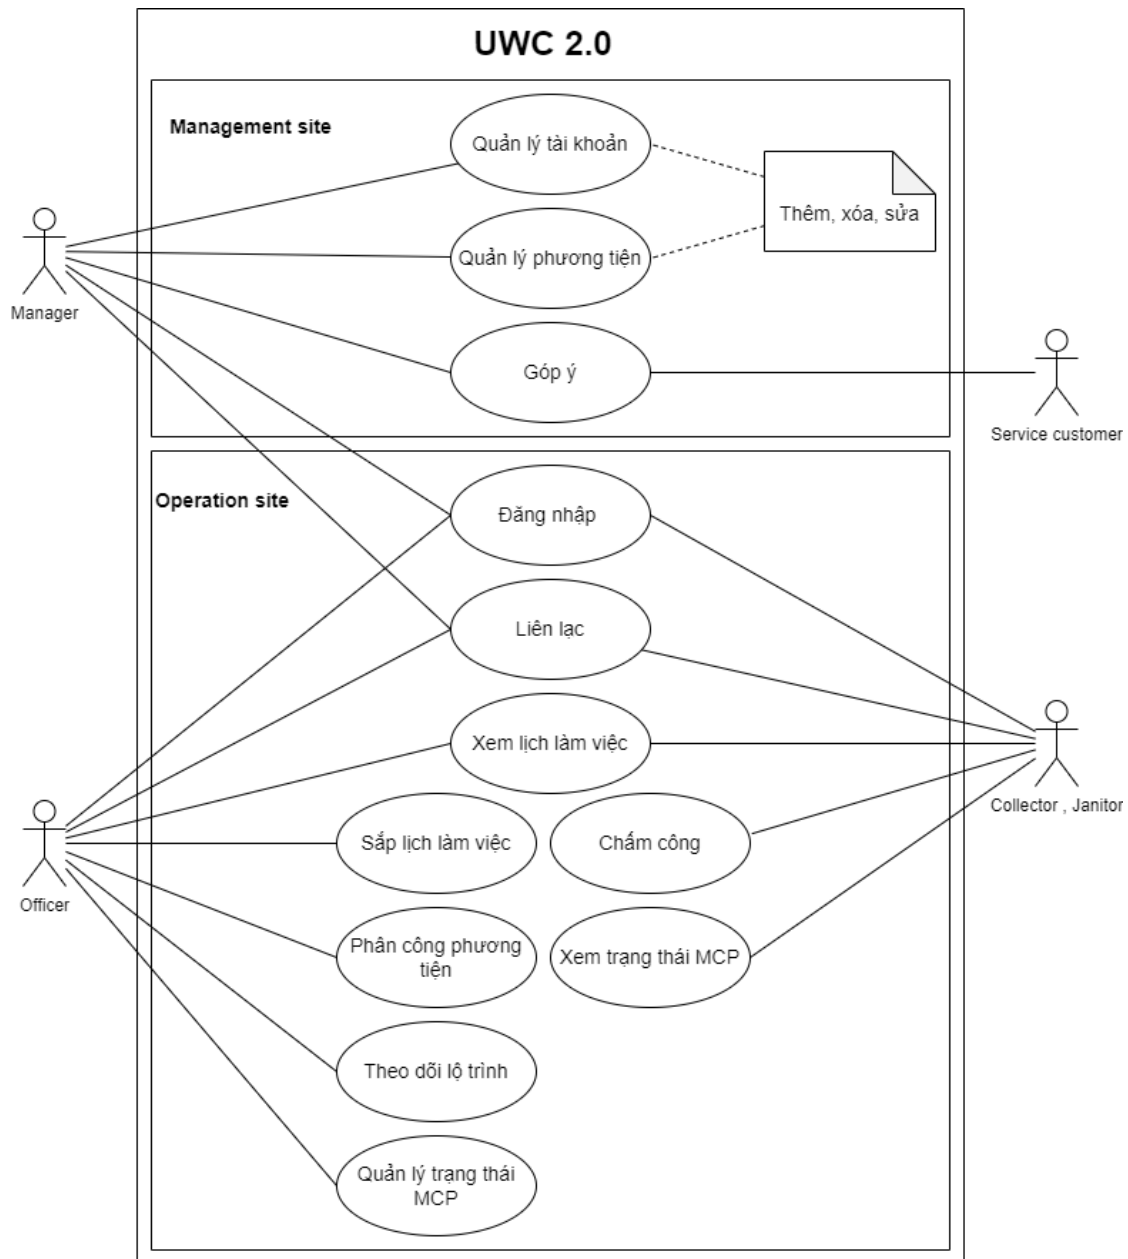 UWC 2.0
Management site
Quản lý tài khoản
Thêm, xóa, sửa
Quản lý phương tiện
Manager
Góp ý
Service customer
Operation site
Đăng nhập
Liên lạc
Xem lịch làm việc
Collector , Janitor
Sắp lịch làm việc
Chấm công
Officer
Phân công phương
tiện
Xem trạng thái MCP
Theo dõi lộ trình
Quản lý trạng thái
MCP